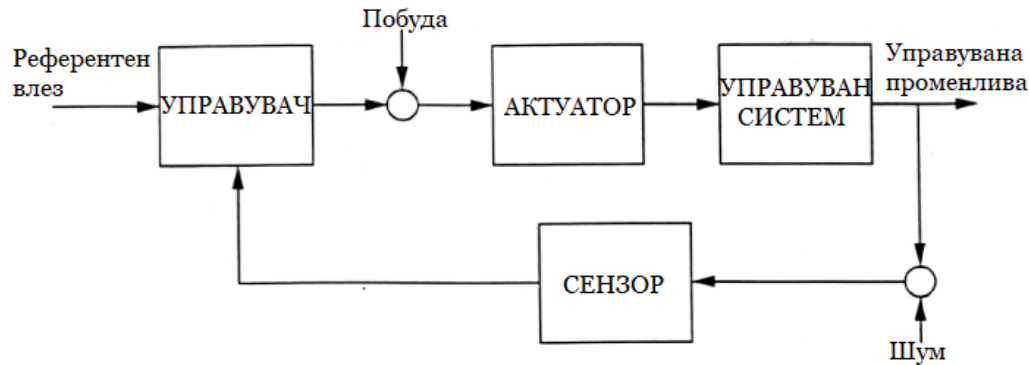 Побуда
Референтен
влез
УПРАВУВАЧ
АКТУАТОР
УПРАВУВАН
СИСТЕМ
Управувана
променлива
СЕНЗОР
Шум